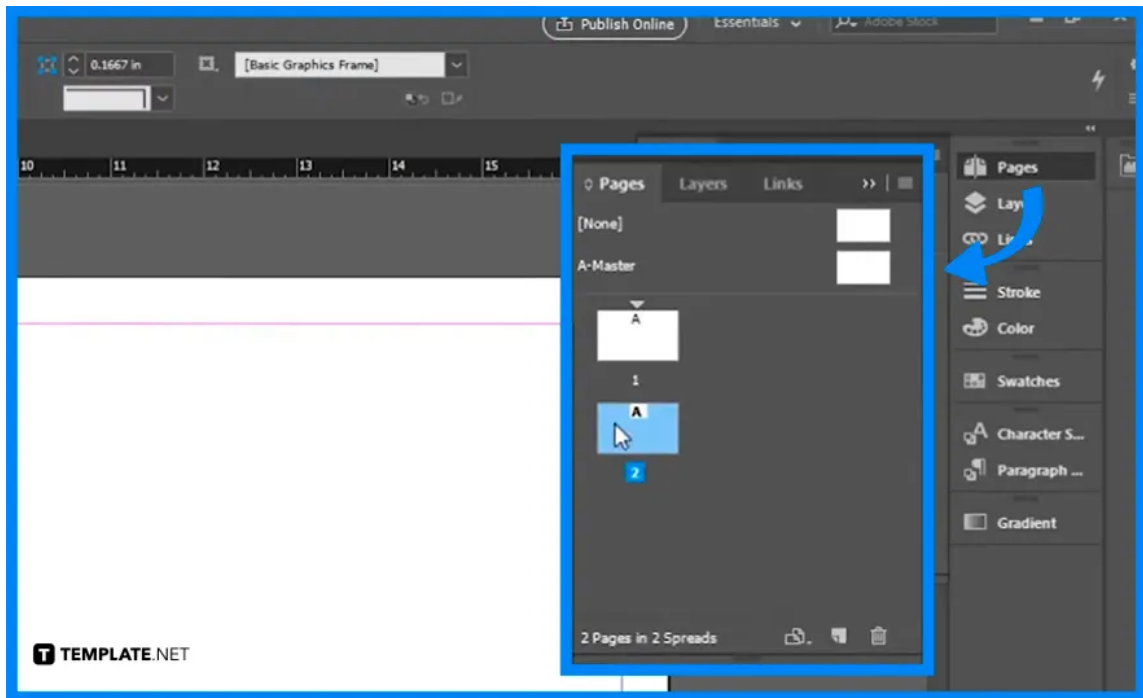 Publish Online
Essentials
Adobe Stock
0.1667 in
[Basic Graphics Frame]
10 11 12 13 14 15
Pages Layers Links
[None]
A-Master
A
1
A
2
2 Pages in 2 Spreads
Pages
Stroke
Color
Swatches
Character S...
Paragraph ...
Gradient
T TEMPLATE.NET